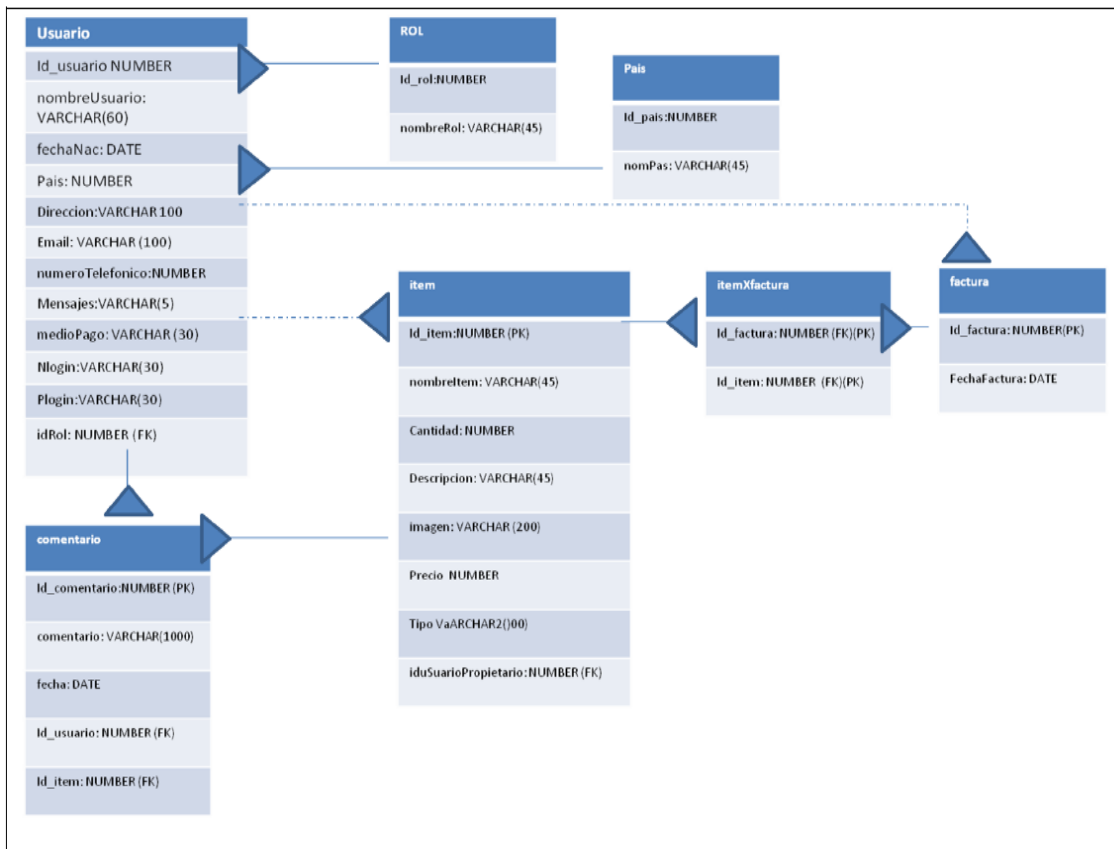 Usuario
Id_usuario NUMBER
nombreUsuario:
VARCHAR(60)
fechaNac: DATE
Pais: NUMBER
Direccion:VARCHAR 100
Email: VARCHAR (100)
numeroTelefonico:NUMBER
Mensajes:VARCHAR(5)
medioPago: VARCHAR (30)
Nlogin:VARCHAR(30)
Plogin:VARCHAR(30)
idRol: NUMBER (FK)
ROL
Id_rol:NUMBER
nombreRol: VARCHAR(45)
Pais
Id_pais:NUMBER
nomPas: VARCHAR(45)
item
Id_item:NUMBER (PK)
nombreItem: VARCHAR(45)
Cantidad: NUMBER
Descripcion: VARCHAR(45)
imagen: VARCHAR (200)
Precio NUMBER
Tipo VaARCHAR2()00)
iduSuarioPropietario:NUMBER (FK)
itemXfactura
Id_factura: NUMBER (FK)(PK)
Id_item: NUMBER (FK)(PK)
factura
Id_factura: NUMBER(PK)
FechaFactura: DATE
comentario
Id_comentario:NUMBER (PK)
comentario: VARCHAR(1000)
fecha: DATE
Id_usuario: NUMBER (FK)
Id_item: NUMBER (FK)